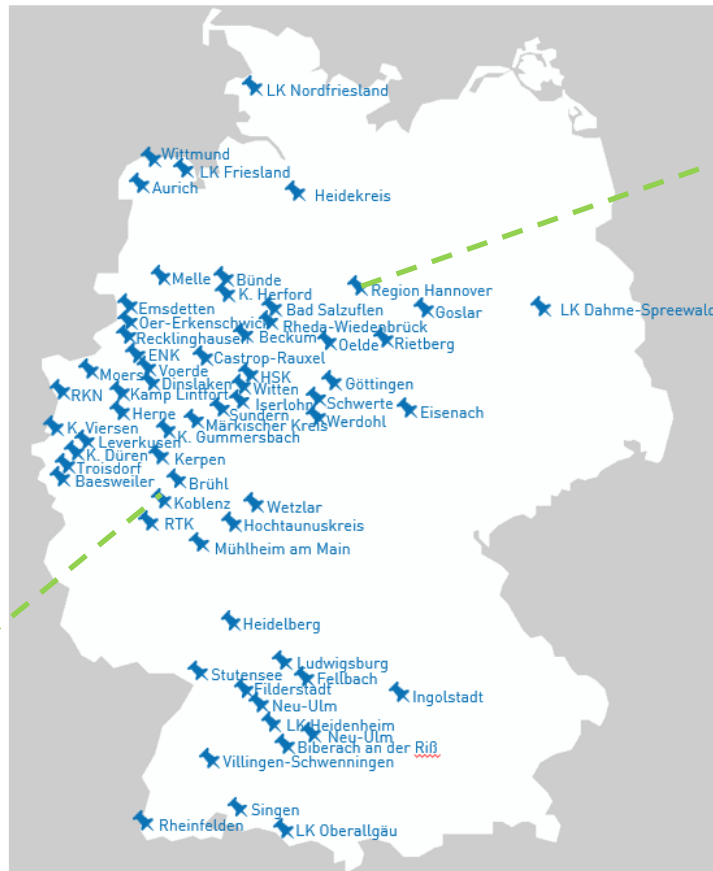 LK Nordfriesland
Wittmund
LK Friesland
Aurich
Heidekreis
Melle
Bünde
K. Herford
Region Hannover
Emsdetten
Bad Salzuflen
Goslar
LK Dahme-Spreewald
Oer-Erkenschwick
Rheda-Wiedenbrück
Recklinghausen
Beckum
Oelde
Rietberg
ENK
Castrop-Rauxel
Voerde
Moers
HSK
Dinslaken
Göttingen
RKN
Kamp Lintfort
Witten
Iserlohn
Schwerte
Herne
Sundern
Eisenach
Märkischer Kreis
Werdohl
K. Viersen
K. Gummersbach
Leverkusen
K. Düren
Kerpen
Troisdorf
Baesweiler
Brühl
Koblenz
Wetzlar
RTK
Hochtaunuskreis
Mühlheim am Main
Heidelberg
Ludwigsburg
Stutensee
Fellbach
Filderstadt
Ingolstadt
Neu-Ulm
LK Heidenheim
Neu-Ulm
Biberach an der Riß
Villingen-Schwenningen
Singen
Rheinfelden
LK Oberallgäu